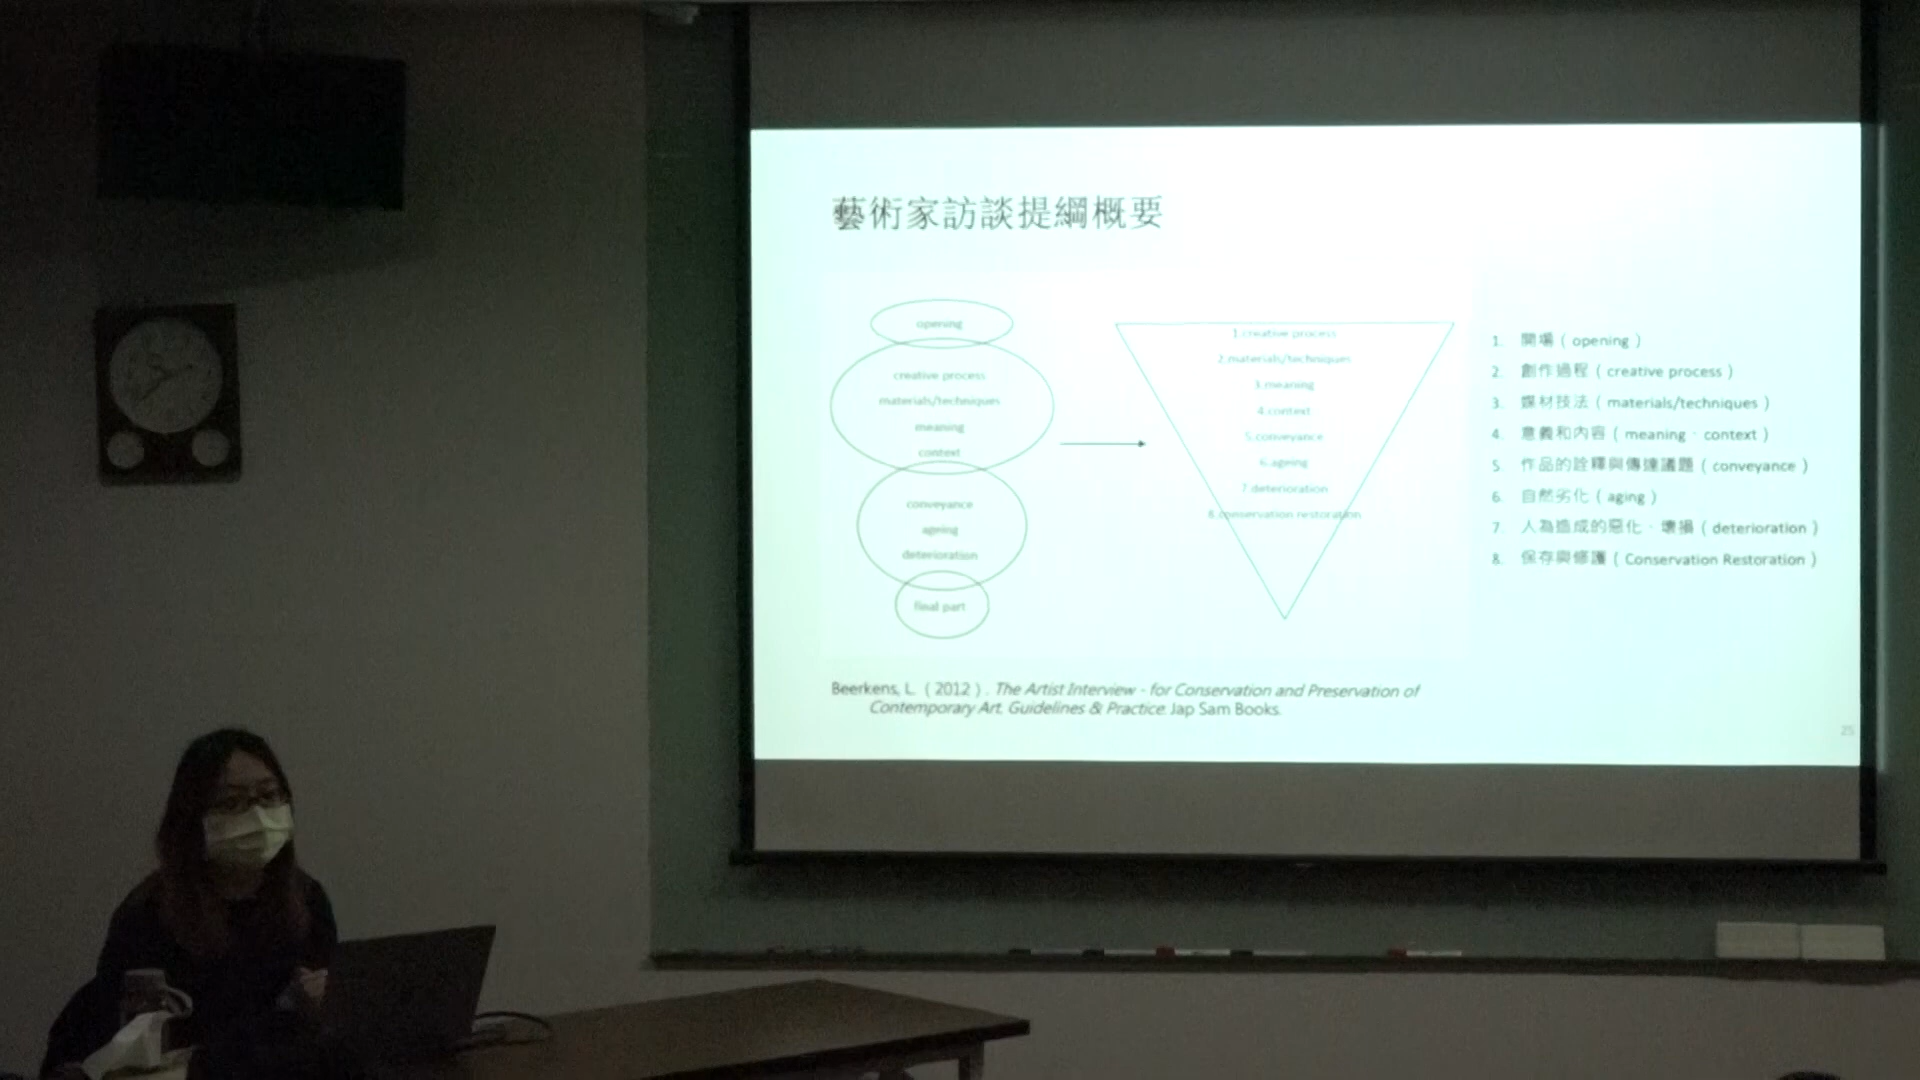 藝術家訪談提綱概要
opening
creative process
materials/techniques
meaning
context
conveyance
ageing
deterioration
final part
1.creative process
2.materials/techniques
3.meaning
4.context
5.conveyance
6.ageing
7.deterioration
8.conservation restoration
1. 開場 ( opening )
2. 創作過程 ( creative process )
3. 媒材技法 ( materials/techniques )
4. 意義和內容 ( meaning、context )
5. 作品的詮釋與傳達議題 ( conveyance )
6. 自然劣化 ( aging )
7. 人為造成的惡化、壞損 ( deterioration )
8. 保存與修護 ( Conservation Restoration )
Beerkens, L. ( 2012 ) . The Artist Interview - for Conservation and Preservation of
Contemporary Art. Guidelines & Practice. Jap Sam Books.
25